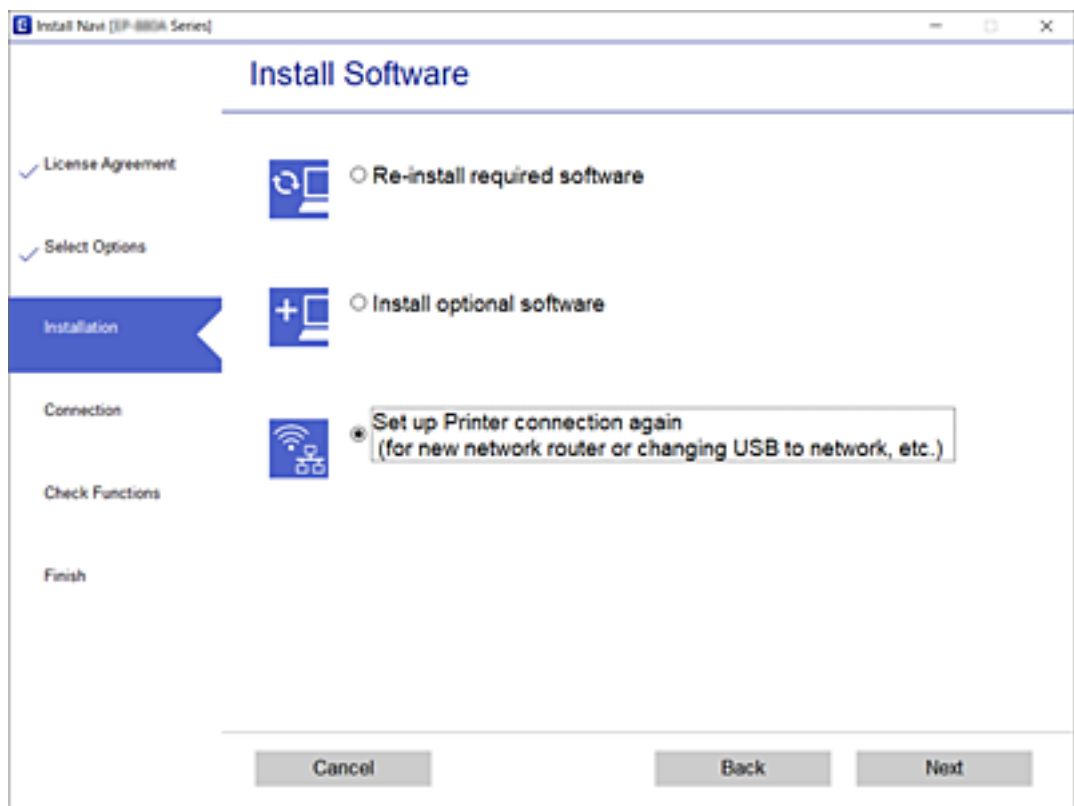 Install Navi [EP-880A Series]
Install Software
License Agreement
Select Options
Installation
Connection
Check Functions
Finish
Re-install required software
Install optional software
Set up Printer connection again
(for new network router or changing USB to network, etc.)
Cancel
Back
Next